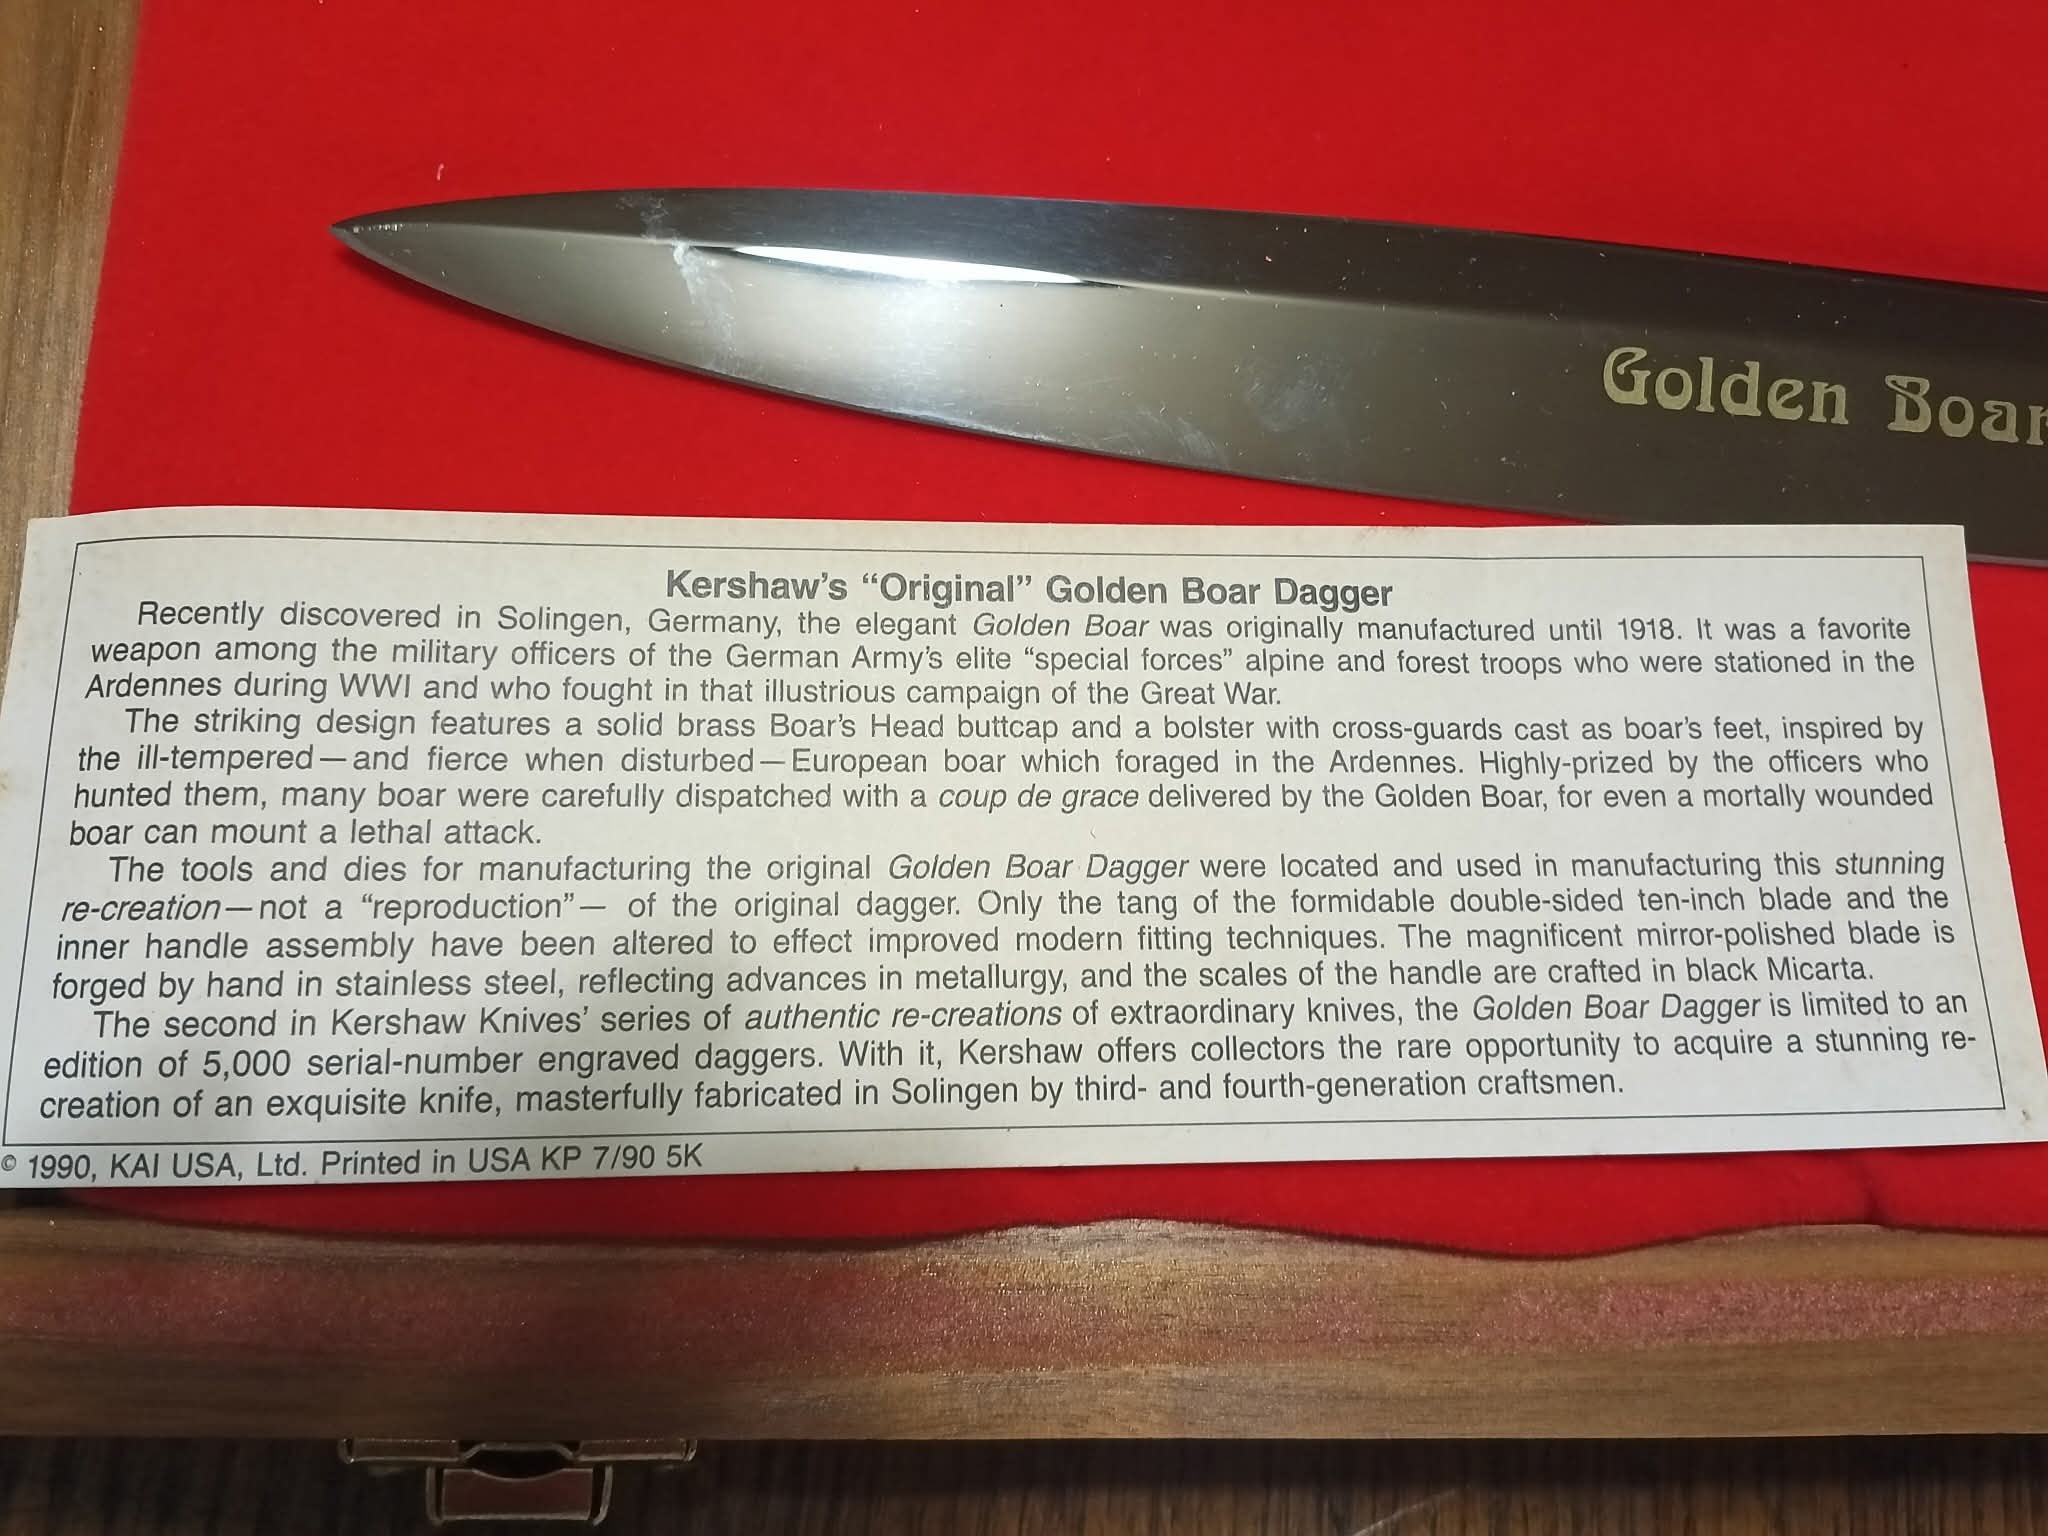 Golden Boar
Kershaw's “Original” Golden Boar Dagger
Recently discovered in Solingen, Germany, the elegant Golden Boar was originally manufactured until 1918. It was a favorite
weapon among the military officers of the German Army's elite “special forces” alpine and forest troops who were stationed in the
Ardennes during WWI and who fought in that illustrious campaign of the Great War.
The striking design features a solid brass Boar's Head buttcap and a bolster with cross-guards cast as boar's feet, inspired by
the ill-tempered—and fierce when disturbed—European boar which foraged in the Ardennes. Highly-prized by the officers who
hunted them, many boar were carefully dispatched with a coup de grace delivered by the Golden Boar, for even a mortally wounded
boar can mount a lethal attack.
The tools and dies for manufacturing the original Golden Boar Dagger were located and used in manufacturing this stunning
re-creation—not a “reproduction”— of the original dagger. Only the tang of the formidable double-sided ten-inch blade and the
inner handle assembly have been altered to effect improved modern fitting techniques. The magnificent mirror-polished blade is
forged by hand in stainless steel, reflecting advances in metallurgy, and the scales of the handle are crafted in black Micarta.
The second in Kershaw Knives' series of authentic re-creations of extraordinary knives, the Golden Boar Dagger is limited to an
edition of 5,000 serial-number engraved daggers. With it, Kershaw offers collectors the rare opportunity to acquire a stunning re-
creation of an exquisite knife, masterfully fabricated in Solingen by third- and fourth-generation craftsmen.
© 1990, KAI USA, Ltd. Printed in USA KP 7/90 5K